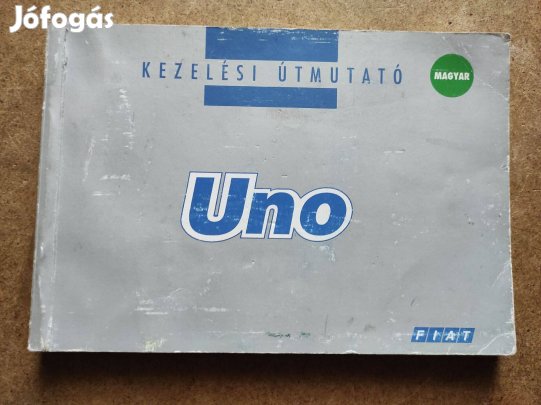 Jófogás
KEZELÉSI ÚTMUTATÓ
MAGYAR
Uno
FIAT